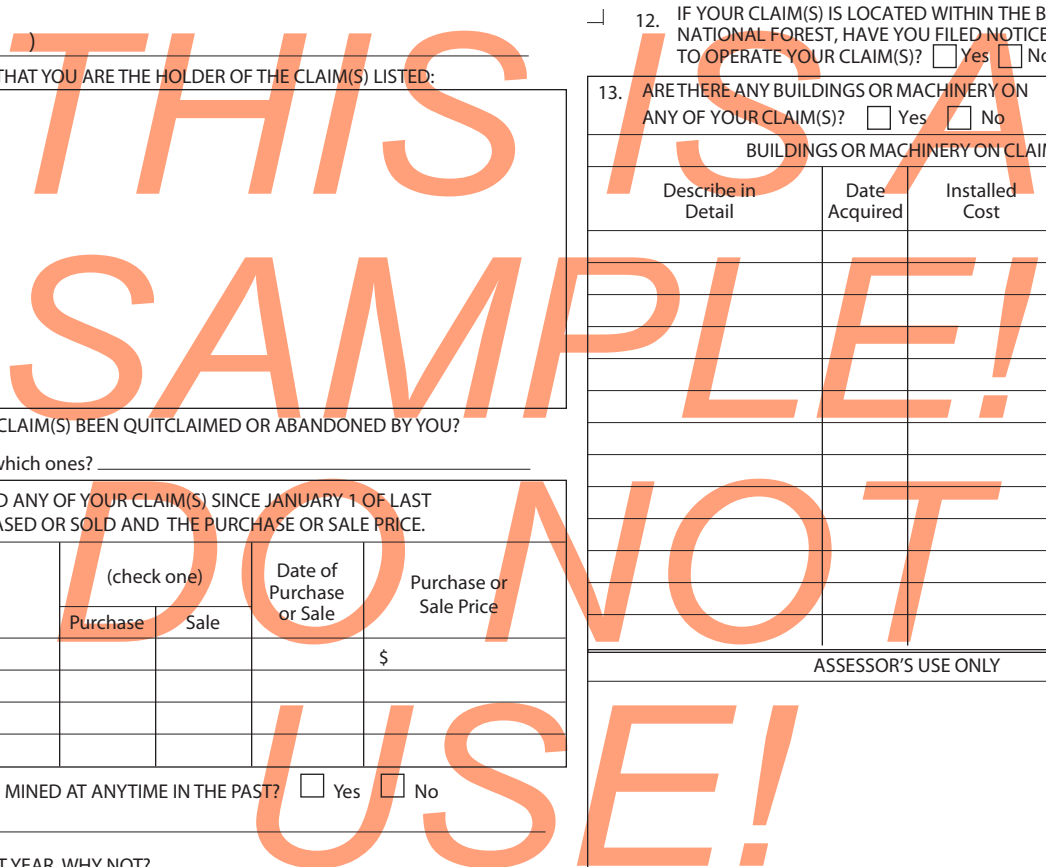 )
THAT YOU ARE THE HOLDER OF THE CLAIM(S) LISTED:
CLAIM(S) BEEN QUITCLAIMED OR ABANDONED BY YOU?
which ones?
D ANY OF YOUR CLAIM(S) SINCE JANUARY 1 OF LAST
ASED OR SOLD AND THE PURCHASE OR SALE PRICE.
(check one)
Purchase
Sale
Date of
Purchase
or Sale
Purchase or
Sale Price
$
MINED AT ANYTIME IN THE PAST? Yes No
T YEAR, WHY NOT?
12. IF YOUR CLAIM(S) IS LOCATED WITHIN THE B
NATIONAL FOREST, HAVE YOU FILED NOTICE
TO OPERATE YOUR CLAIM(S)? Yes No
13. ARE THERE ANY BUILDINGS OR MACHINERY ON
ANY OF YOUR CLAIM(S)? Yes No
BUILDINGS OR MACHINERY ON CLAIM
Describe in
Detail
Date
Acquired
Installed
Cost
ASSESSOR'S USE ONLY
THIS IS A
SAMPLE!
DO NOT
USE!